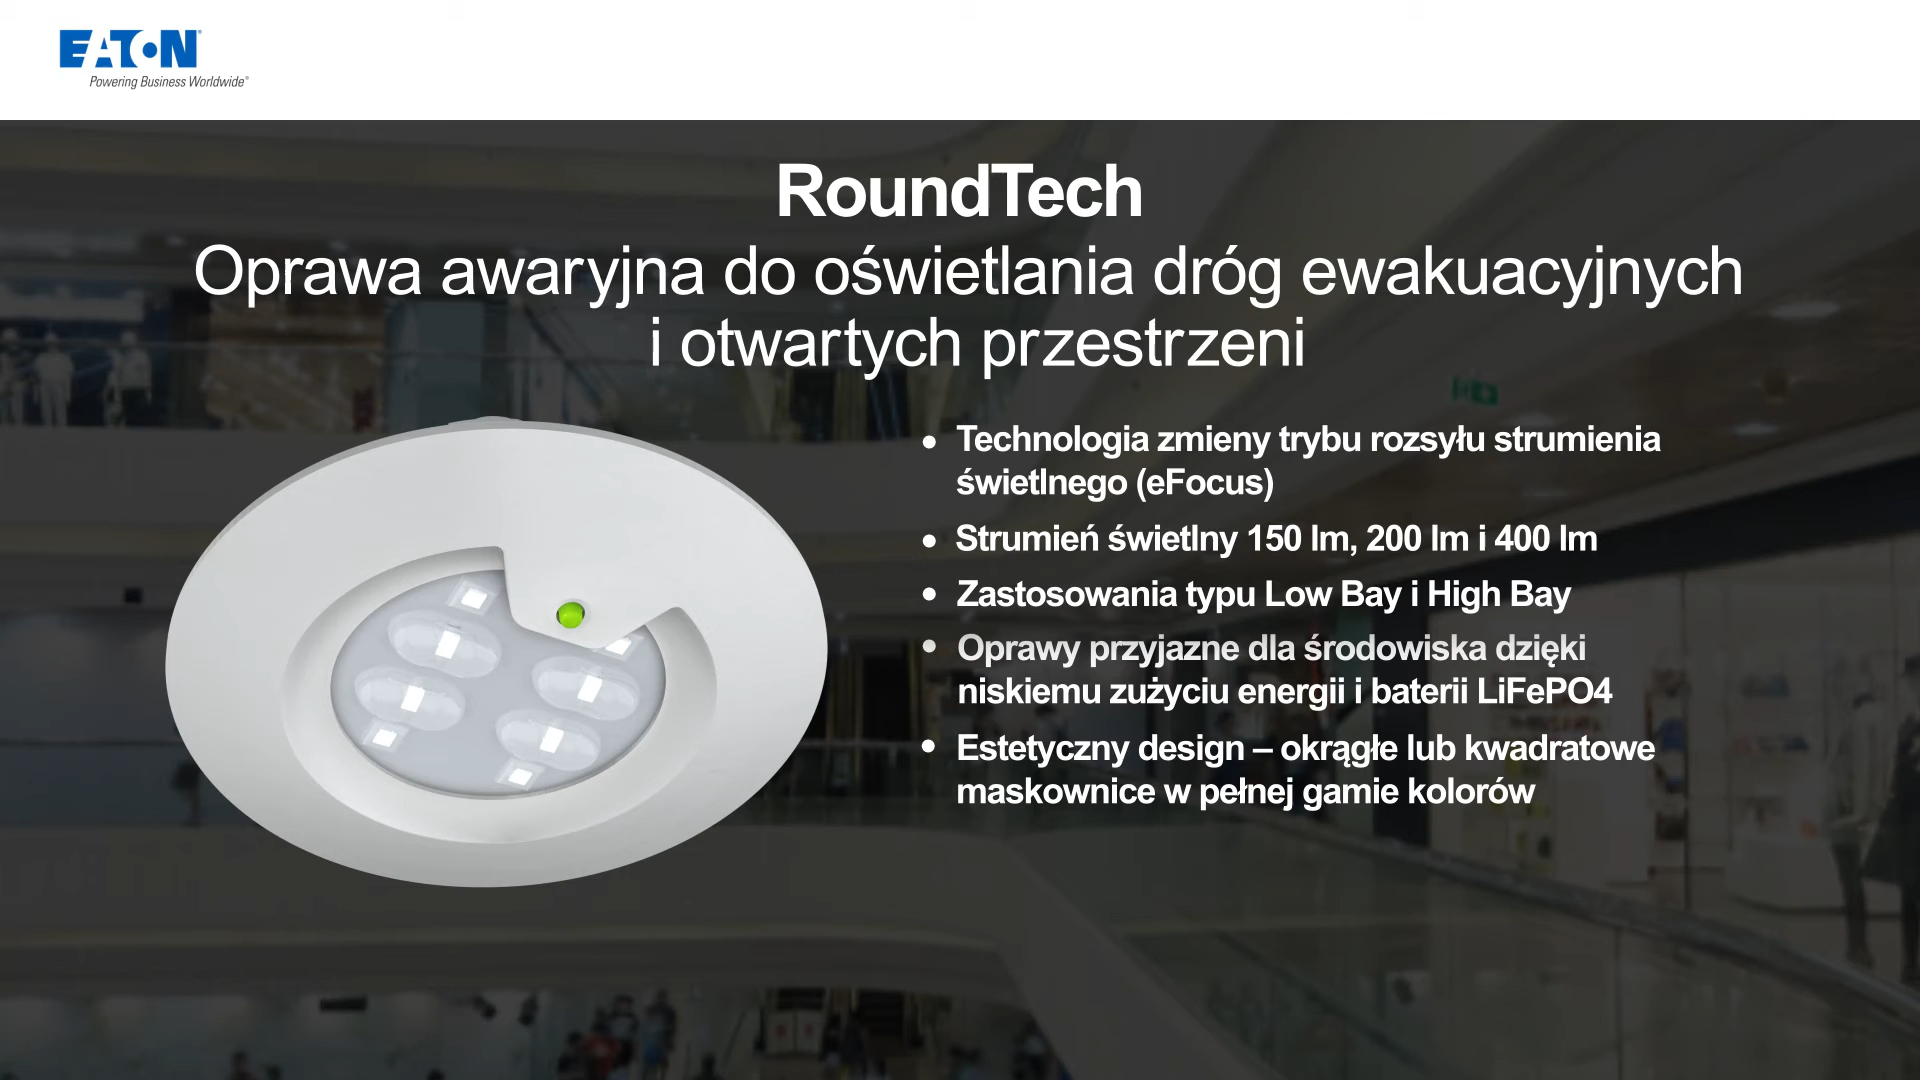 EATON
Powering Business Worldwide
RoundTech
Oprawa awaryjna do oświetlania dróg ewakuacyjnych
i otwartych przestrzeni
• Technologia zmieny trybu rozsyłu strumienia
świetlnego (eFocus)
• Strumień świetlny 150 lm, 200 lm i 400 lm
• Zastosowania typu Low Bay i High Bay
• Oprawy przyjazne dla środowiska dzięki
niskiemu zużyciu energii i baterii LiFePO4
• Estetyczny design – okrągłe lub kwadratowe
maskownice w pełnej gamie kolorów